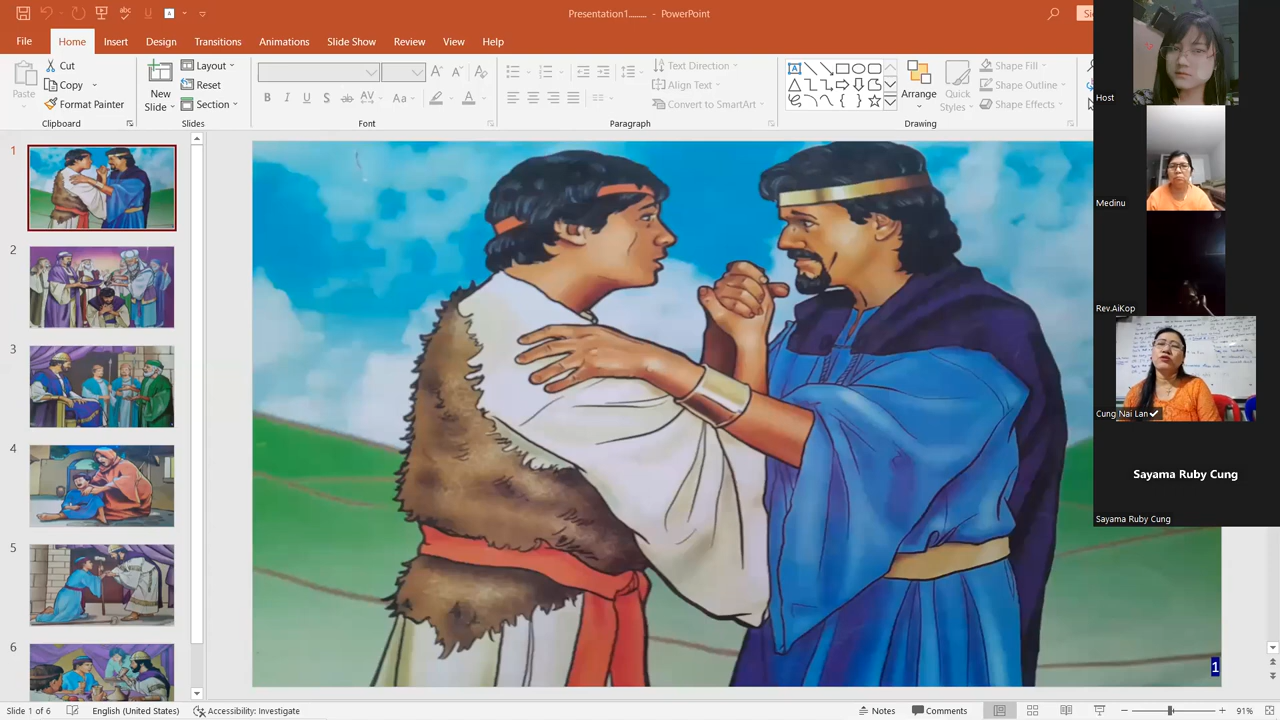 Presentation1........ - PowerPoint
Si
File Home Insert Design Transitions Animations Slide Show Review View Help
Paste
Cut
Copy
Format Painter
Clipboard
New Slide
Layout
Reset
Section
Slides
B I U S ab AV Aa A
Font
Text Direction
Align Text
Convert to SmartArt
Paragraph
Arrange
Quick Styles
Shape Fill
Shape Outline
Shape Effects
Drawing
1
2
3
4
5
6
1
Host
Medinu
Rev.AiKop
Cung Nai Lan
Sayama Ruby Cung
Sayama Ruby Cung
Slide 1 of 6 English (United States) Accessibility: Investigate Notes Comments 91%